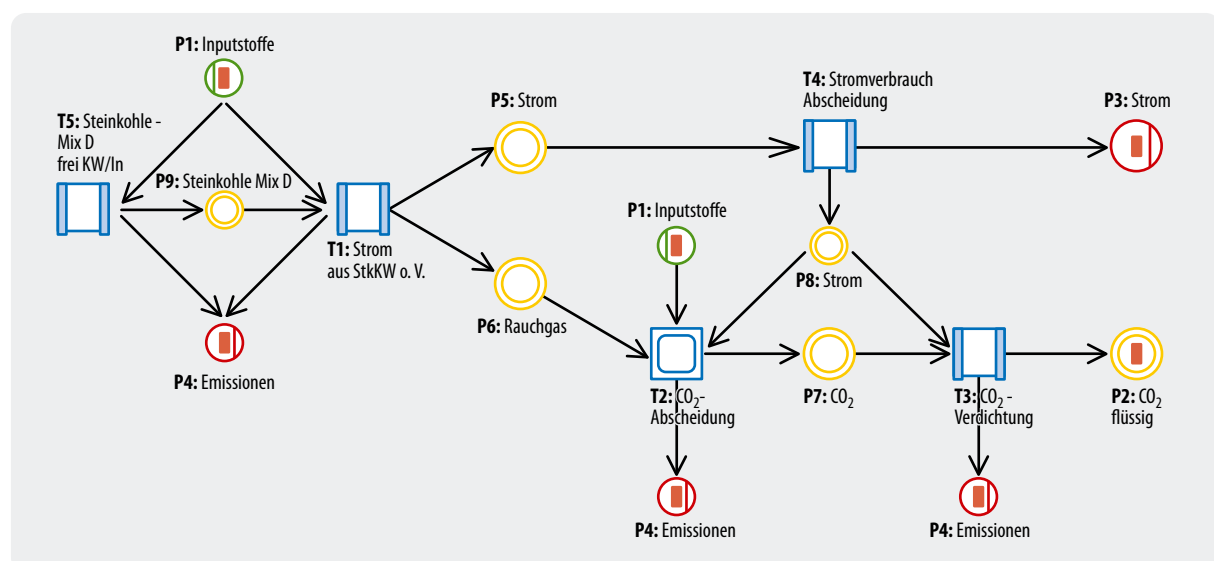 P1: Inputstoffe
T5: Steinkohle -
Mix D
frei KW/In
P9: Steinkohle Mix D
T1: Strom
aus StkKW o. V.
P4: Emissionen
P5: Strom
P6: Rauchgas
T4: Stromverbrauch
Abscheidung
P3: Strom
P1: Inputstoffe
P8: Strom
T2: CO₂-
Abscheidung
P7: CO₂
T3: CO₂ -
Verdichtung
P2: CO₂
flüssig
P4: Emissionen
P4: Emissionen